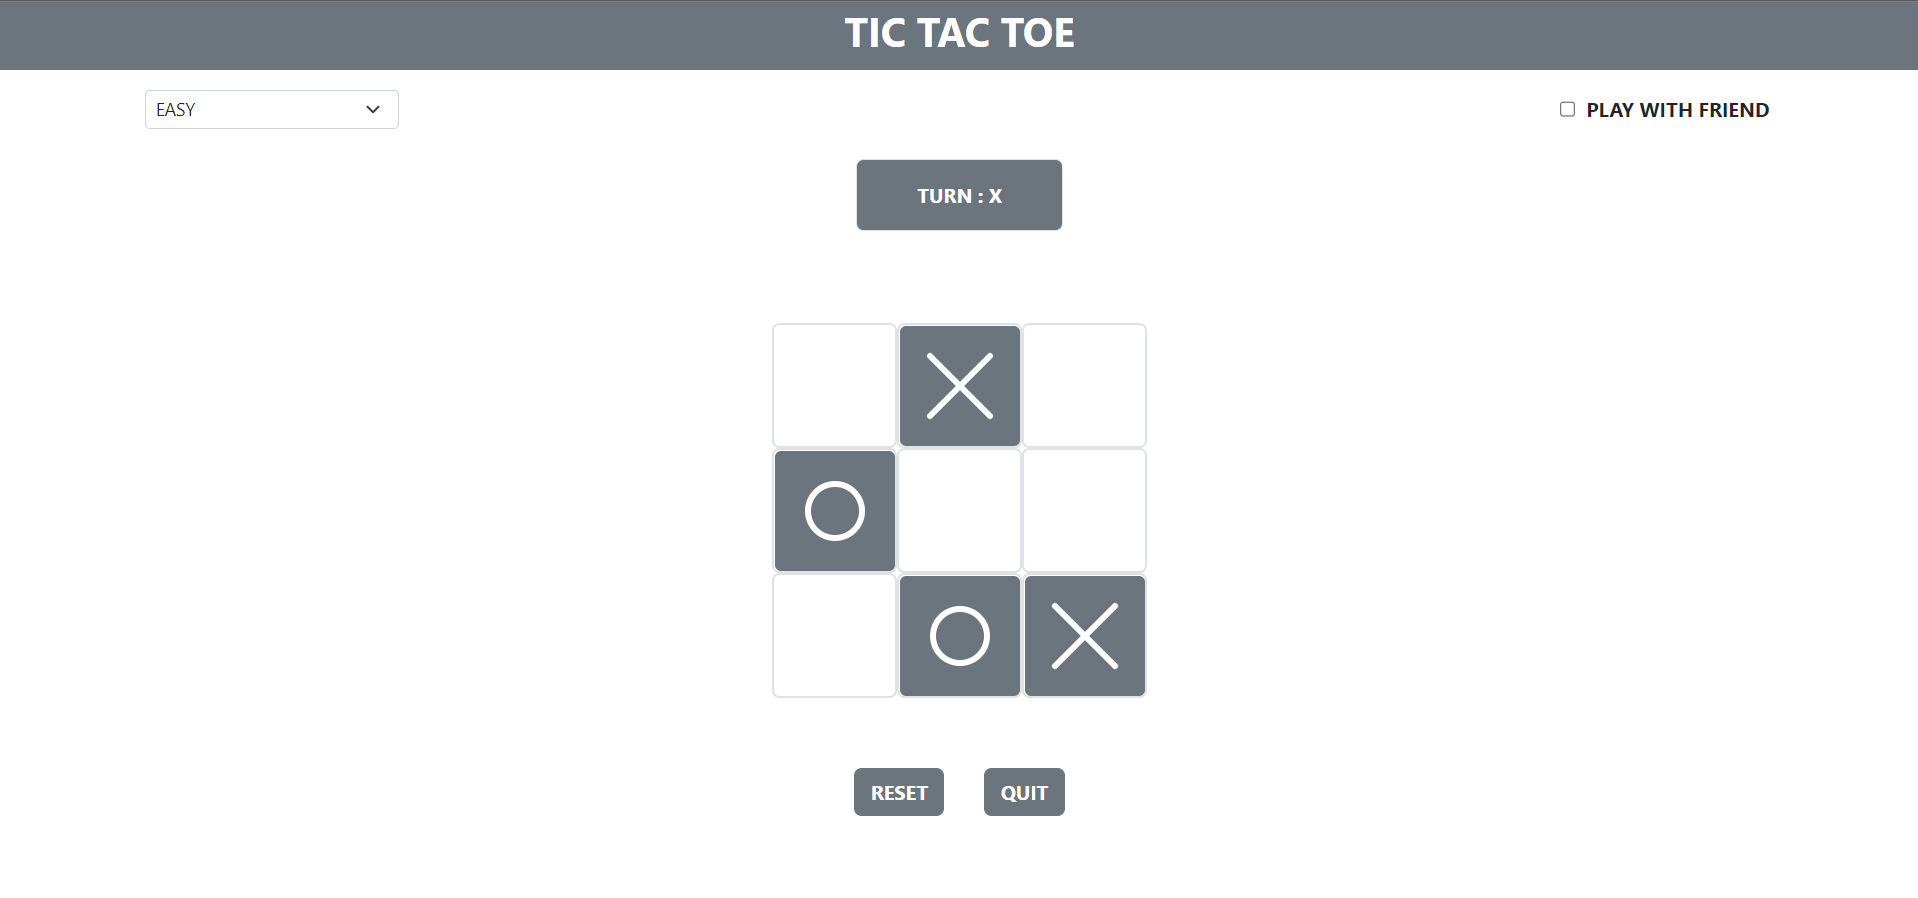 TIC TAC TOE
EASY
PLAY WITH FRIEND
TURN : X
X
O
O X
RESET QUIT